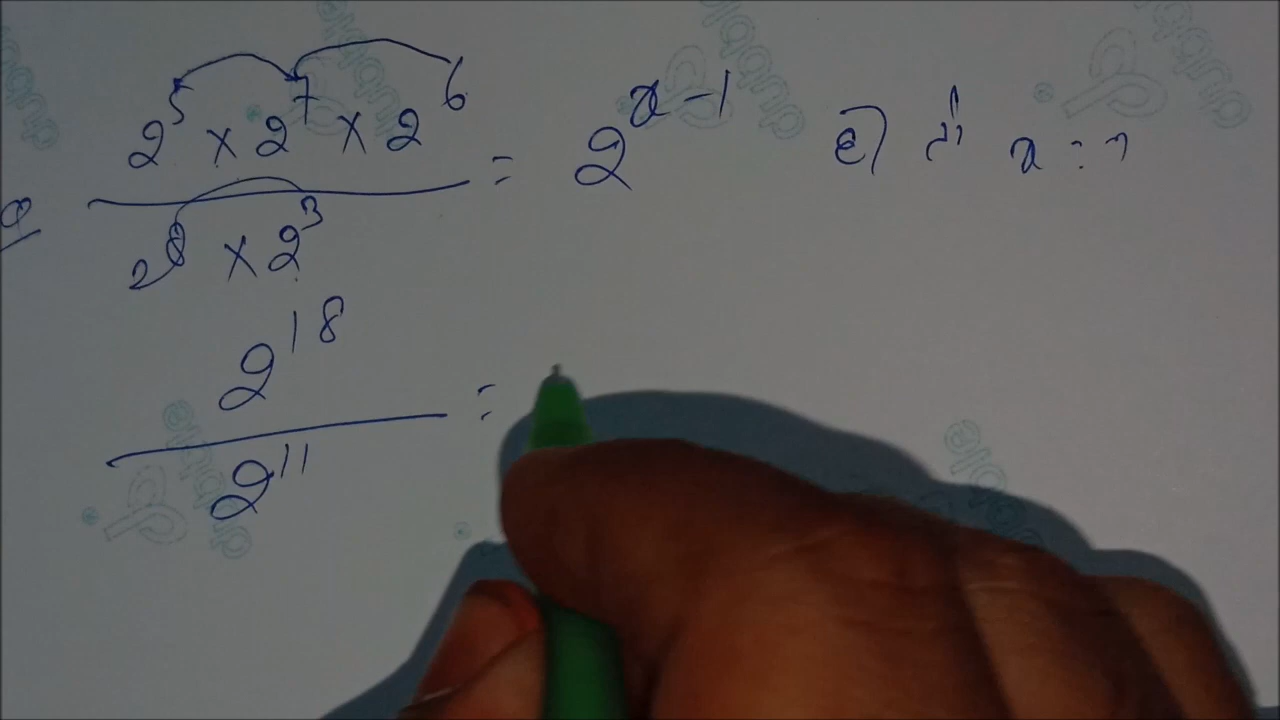 2^5 × 2^7 × 2^6 / 2^8 × 2^3 = 2^(x-1) x = ?
2^18 / 2^11 =